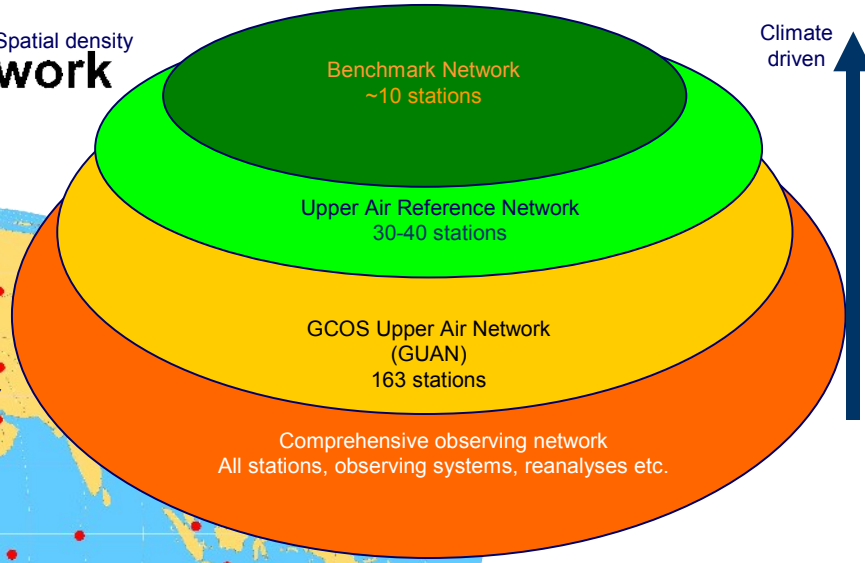 Spatial density
work
Climate
driven
Benchmark Network
~10 stations
Upper Air Reference Network
30-40 stations
GCOS Upper Air Network
(GUAN)
163 stations
Comprehensive observing network
All stations, observing systems, reanalyses etc.